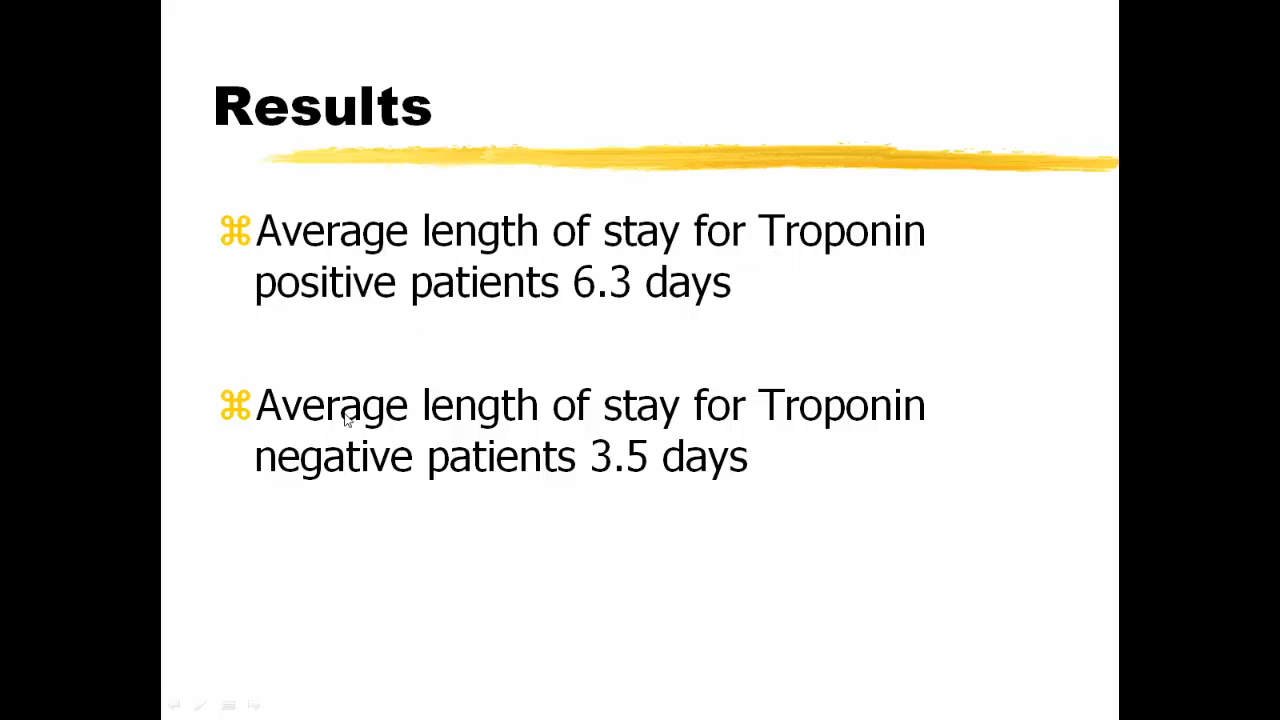 Results
⌘Average length of stay for Troponin
positive patients 6.3 days
⌘Average length of stay for Troponin
negative patients 3.5 days